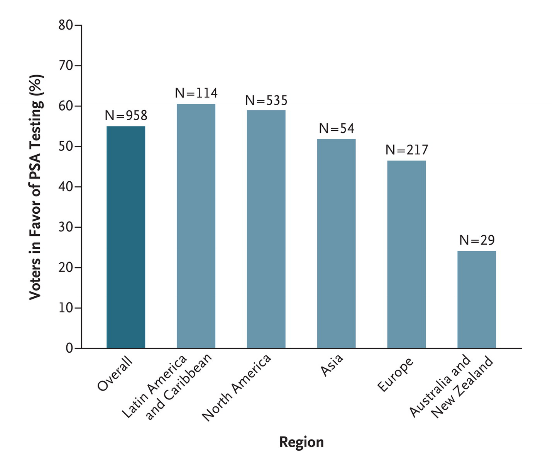 Voters in Favor of PSA Testing (%)
80
70
60
50
40
30
20
10
0
N=958
N=114
N=535
N=54
N=217
N=29
Overall
Latin America
and Caribbean
North America
Asia
Europe
Australia and
New Zealand
Region